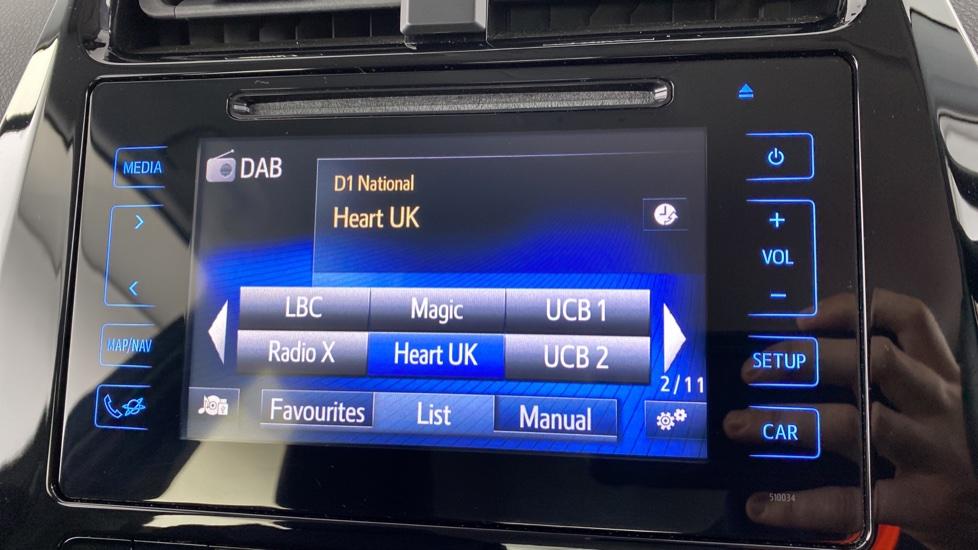 MEDIA
MAP/NAV
DAB
D1 National
Heart UK
LBC
Magic
UCB 1
Radio X
Heart UK
UCB 2
2/11
Favourites
List
Manual
+
VOL
-
SETUP
CAR
510034